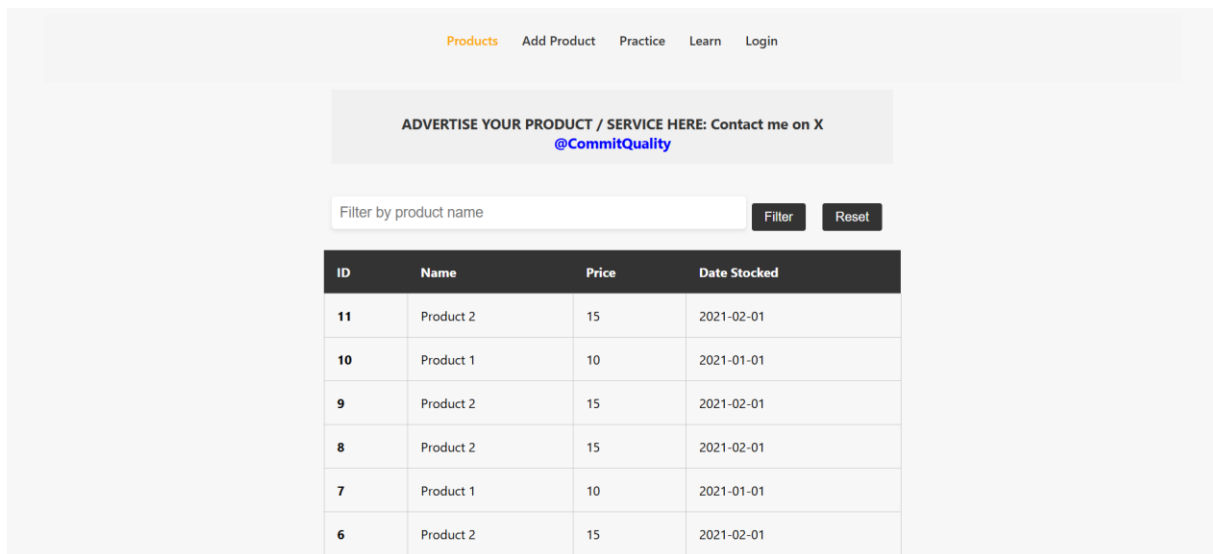 Products Add Product Practice Learn Login
ADVERTISE YOUR PRODUCT / SERVICE HERE: Contact me on X
@CommitQuality
Filter by product name Filter Reset
ID Name Price Date Stocked
11 Product 2 15 2021-02-01
10 Product 1 10 2021-01-01
9 Product 2 15 2021-02-01
8 Product 2 15 2021-02-01
7 Product 1 10 2021-01-01
6 Product 2 15 2021-02-01